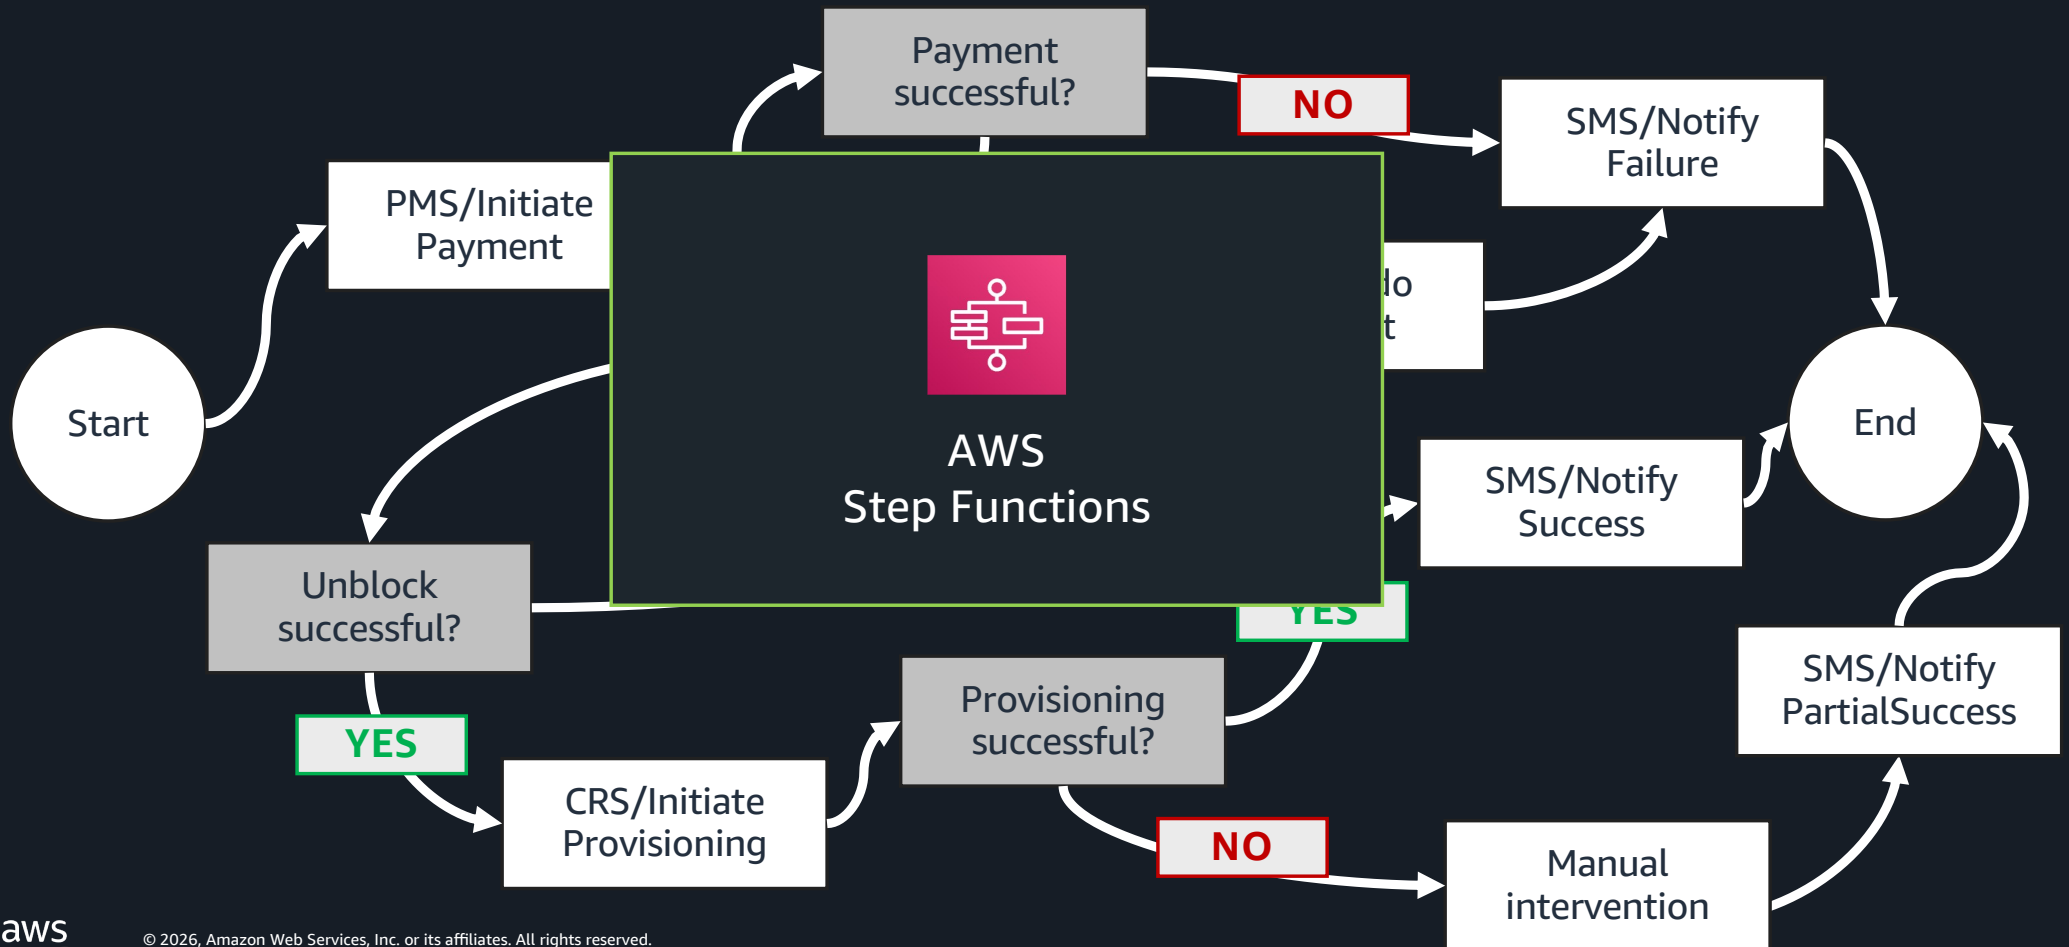 Payment
successful?
NO
SMS/Notify
Failure
PMS/Initiate
Payment
Start
AWS
Step Functions
End
SMS/Notify
Success
Unblock
successful?
YES
YES
Provisioning
successful?
SMS/Notify
PartialSuccess
CRS/Initiate
Provisioning
NO
Manual
intervention
aws
© 2026, Amazon Web Services, Inc. or its affiliates. All rights reserved.